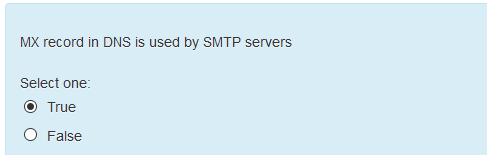 MX record in DNS is used by SMTP servers
Select one:
True
False